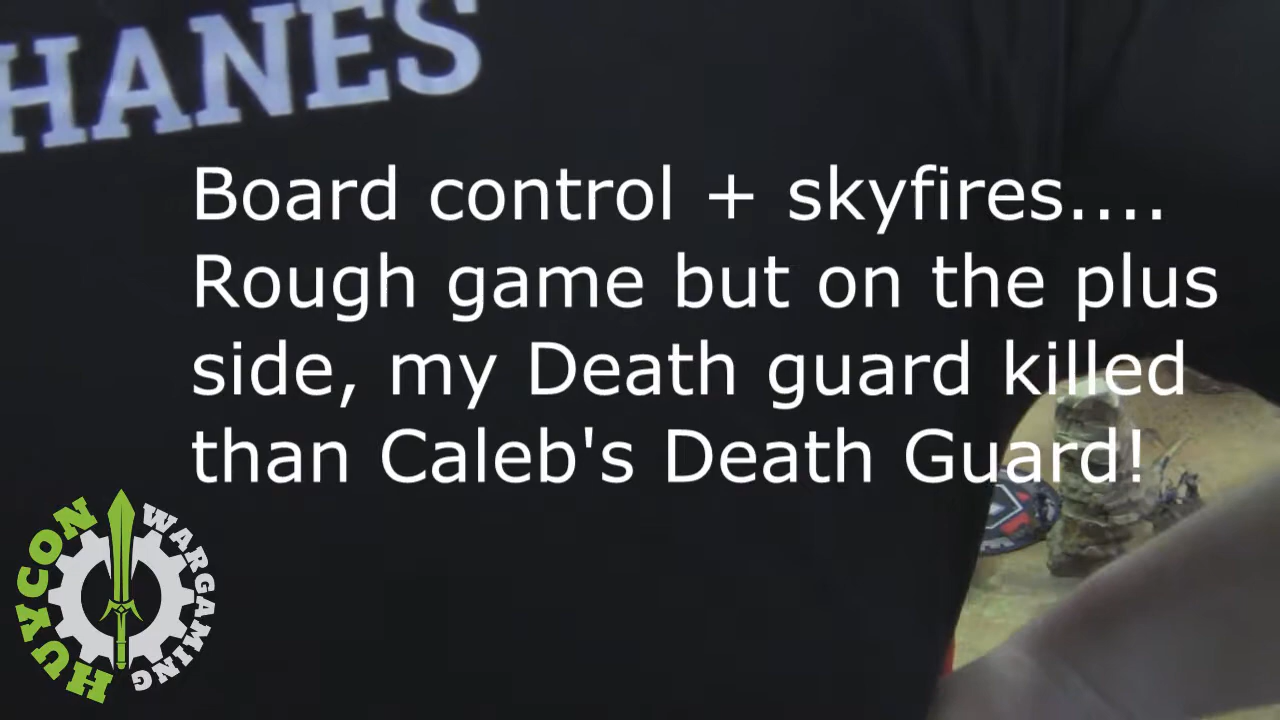 HANES
Board control + skyfires....
Rough game but on the plus
side, my Death guard killed
than Caleb's Death Guard!
HUYCON WARGAMING